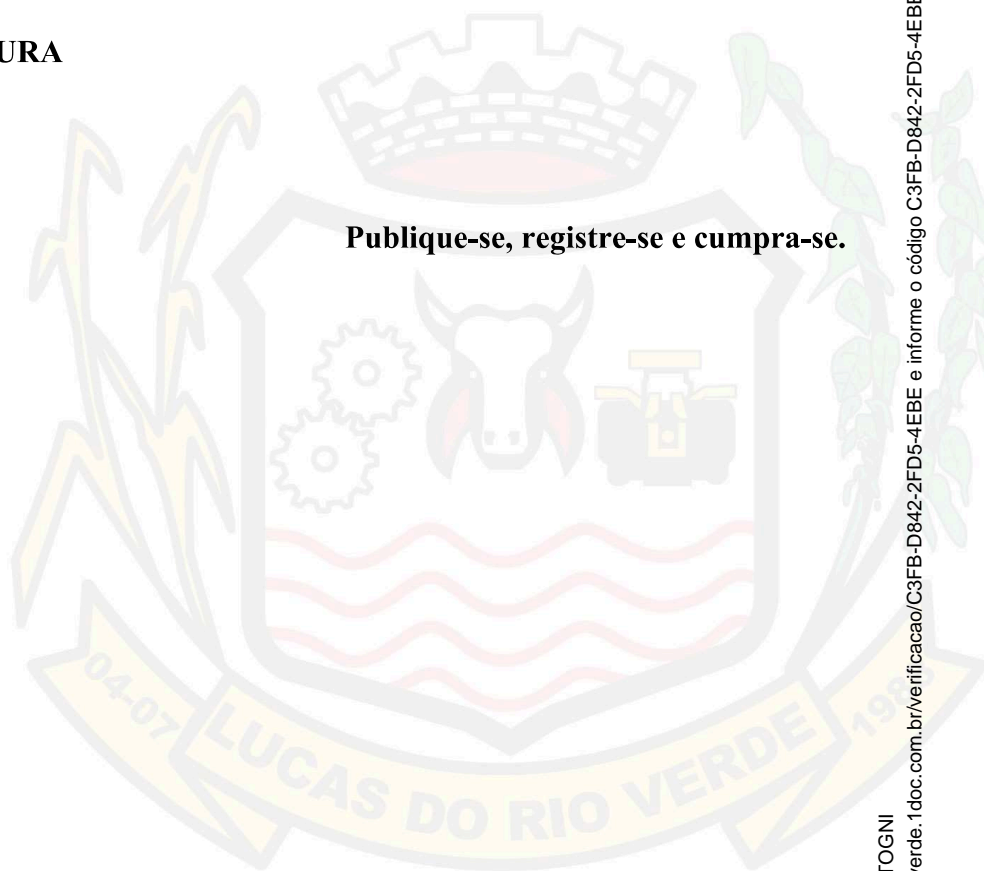 URA
Publique-se, registre-se e cumpra-se.
04-07
LUCAS DO RIO VERDE
TOGNI
verde.1doc.com.br/verificacao/C3FB-D842-2FD5-4EBE e informe o código C3FB-D842-2FD5-4EBE